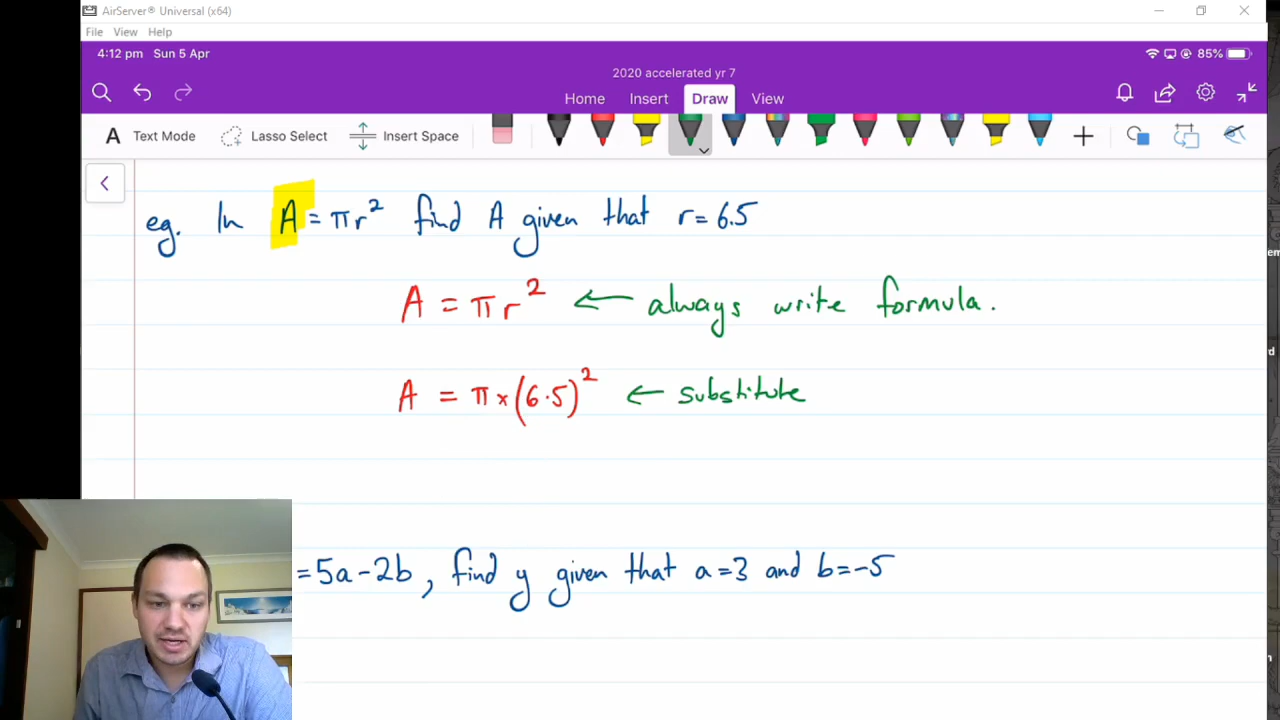 AirServer® Universal (x64)
File View Help
4:12 pm Sun 5 Apr 85%
2020 accelerated yr 7
Home Insert Draw View
A Text Mode Lasso Select Insert Space
eg. In A = πr² find A given that r = 6.5
A = πr² ← always write formula.
A = π × (6.5)² ← substitute
= 5a - 2b, find y given that a = 3 and b = -5